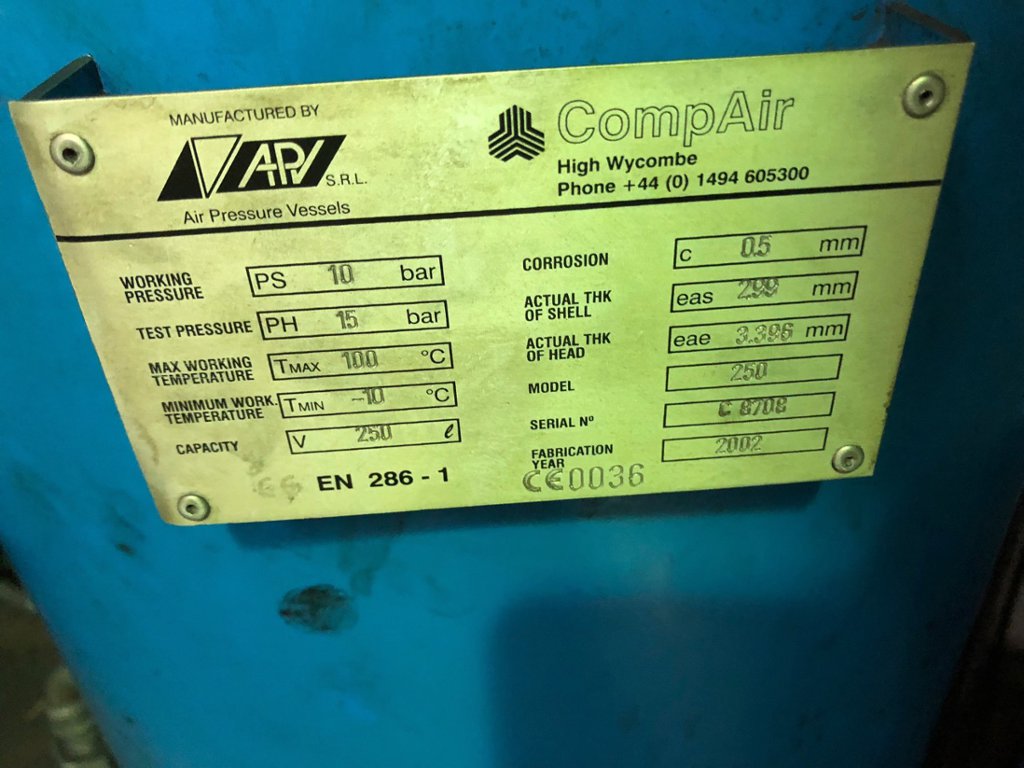 MANUFACTURED BY
APV S.R.L.
Air Pressure Vessels
CompAir
High Wycombe
Phone +44 (0) 1494 605300
WORKING PRESSURE PS 10 bar
TEST PRESSURE PH 15 bar
MAX WORKING TEMPERATURE TMAX 100 °C
MINIMUM WORK. TEMPERATURE TMIN -10 °C
CAPACITY V 250 ℓ
EN 286 - 1
CORROSION c 0.5 mm
ACTUAL THK OF SHELL eas 2.99 mm
ACTUAL THK OF HEAD eae 3.396 mm
MODEL 250
SERIAL Nº C 8708
FABRICATION YEAR 2002
CE0036